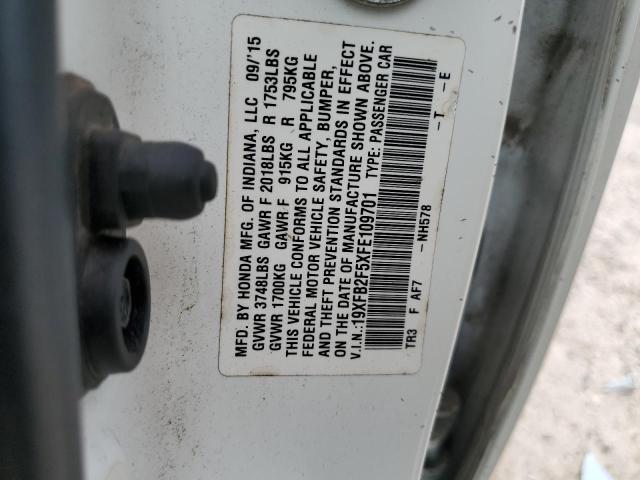 MFD. BY HONDA MFG. OF INDIANA, LLC 09/'15
GVWR 3748LBS GAWR F 2018LBS R 1753LBS
GVWR 1700KG GAWR F 915KG R 795KG
THIS VEHICLE CONFORMS TO ALL APPLICABLE
FEDERAL MOTOR VEHICLE SAFETY, BUMPER,
AND THEFT PREVENTION STANDARDS IN EFFECT
ON THE DATE OF MANUFACTURE SHOWN ABOVE.
V.I.N.:19XFB2F5XFE109701 TYPE: PASSENGER CAR
TR3 F AF7 -NH578 -T -E